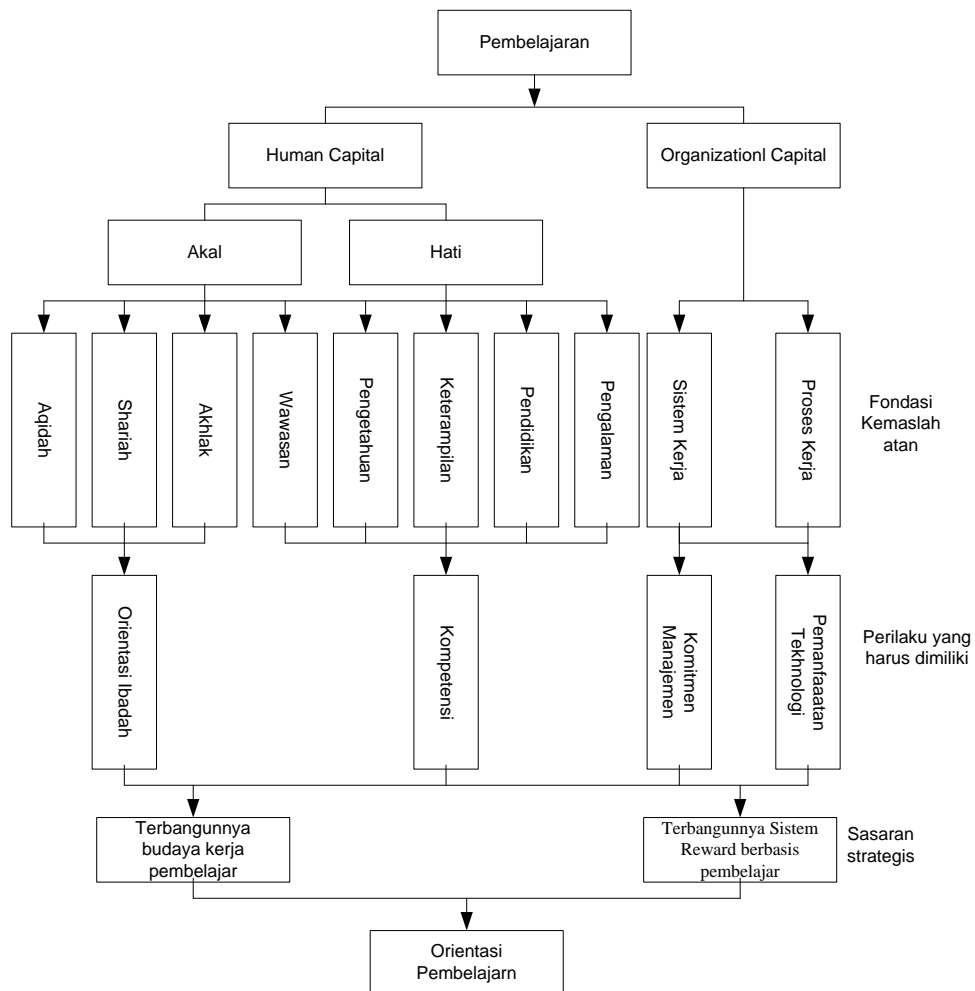 Pembelajaran
Human Capital
Organizationl Capital
Akal
Hati
Aqidah
Shariah
Akhlak
Wawasan
Pengetahuan
Keterampilan
Pendidikan
Pengalaman
Sistem Kerja
Proses Kerja
Fondasi
Kemaslah
atan
Orientasi Ibadah
Kompetensi
Komitmen
Manajemen
Pemanfaaatan
Tekhnologi
Perilaku yang
harus dimiliki
Terbangunnya
budaya kerja
pembelajar
Terbangunnya Sistem
Reward berbasis
pembelajar
Sasaran
strategis
Orientasi
Pembelajarn